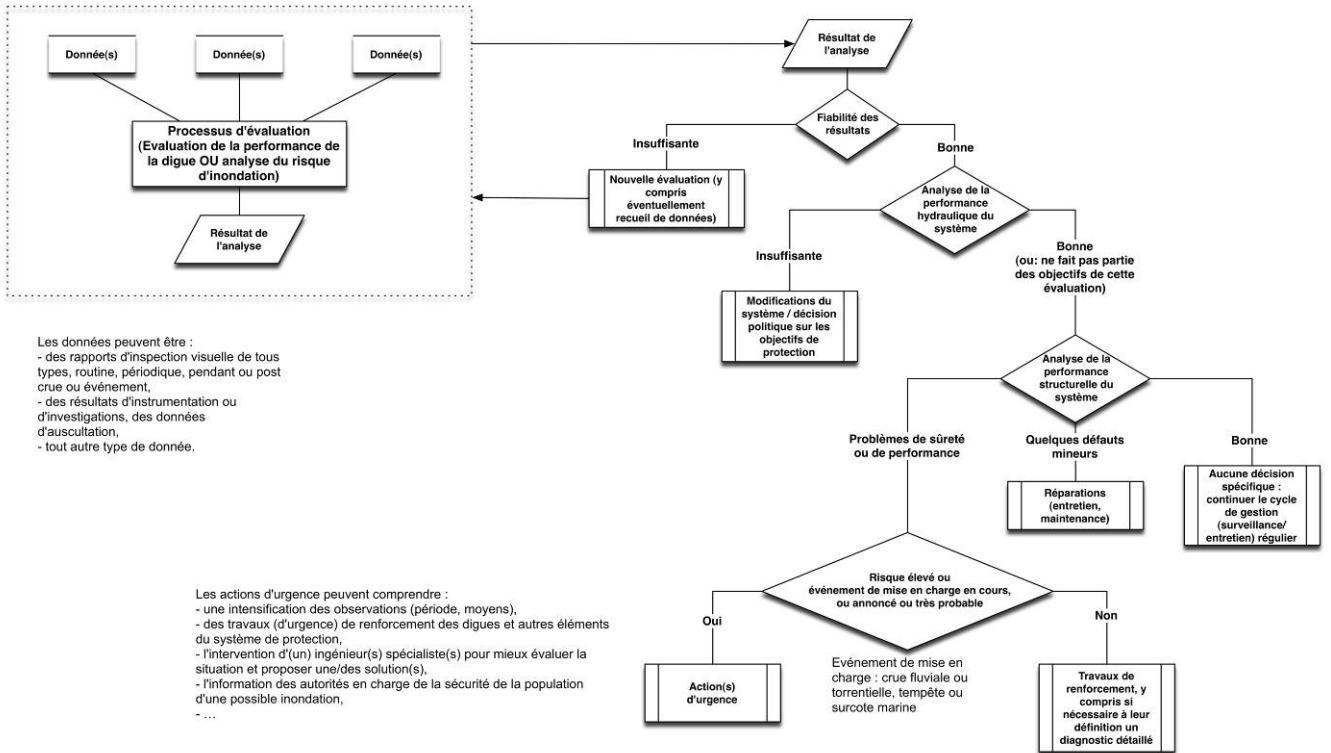 Donnée(s)
Donnée(s)
Donnée(s)
Processus d'évaluation
(Evaluation de la performance de
la digue OU analyse du risque
d'inondation)
Résultat de
l'analyse
Résultat de
l'analyse
Fiabilité des
résultats
Insuffisante
Bonne
Nouvelle évaluation (y
compris
éventuellement
recueil de données)
Analyse de la
performance
hydraulique du
système
Insuffisante
Bonne
(ou: ne fait pas partie
des objectifs de cette
évaluation)
Modifications du
système / décision
politique sur les
objectifs de
protection
Analyse de la
performance
structurelle du
système
Les données peuvent être :
- des rapports d'inspection visuelle de tous
types, routine, périodique, pendant ou post
crue ou événement,
- des résultats d'instrumentation ou
d'investigations, des données
d'auscultation,
- tout autre type de donnée.
Problèmes de sûreté
ou de performance
Quelques défauts
mineurs
Bonne
Réparations
(entretien,
maintenance)
Aucune décision
spécifique :
continuer le cycle
de gestion
(surveillance/
entretien) régulier
Risque élevé ou
événement de mise en charge en cours,
ou annoncé ou très probable
Oui
Non
Les actions d'urgence peuvent comprendre :
- une intensification des observations (période, moyens),
- des travaux (d'urgence) de renforcement des digues et autres éléments
du système de protection,
- l'intervention d'(un) ingénieur(s) spécialiste(s) pour mieux évaluer la
situation et proposer une/des solution(s),
- l'information des autorités en charge de la sécurité de la population
d'une possible inondation,
- ...
Action(s)
d'urgence
Evénement de mise en
charge : crue fluviale ou
torrentielle, tempête ou
surcote marine
Travaux de
renforcement, y
compris si
nécessaire à leur
définition un
diagnostic détaillé